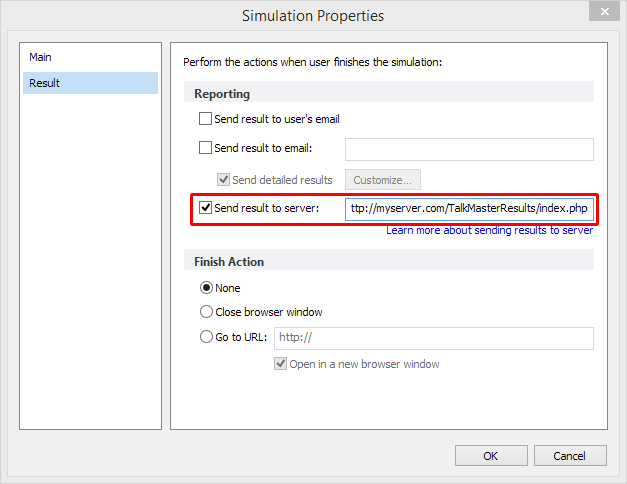 Simulation Properties
Main
Result
Perform the actions when user finishes the simulation:
Reporting
Send result to user's email
Send result to email:
Send detailed results
Customize...
Send result to server:
ttp://myserver.com/TalkMasterResults/index.php
Learn more about sending results to server
Finish Action
None
Close browser window
Go to URL:
http://
Open in a new browser window
OK
Cancel